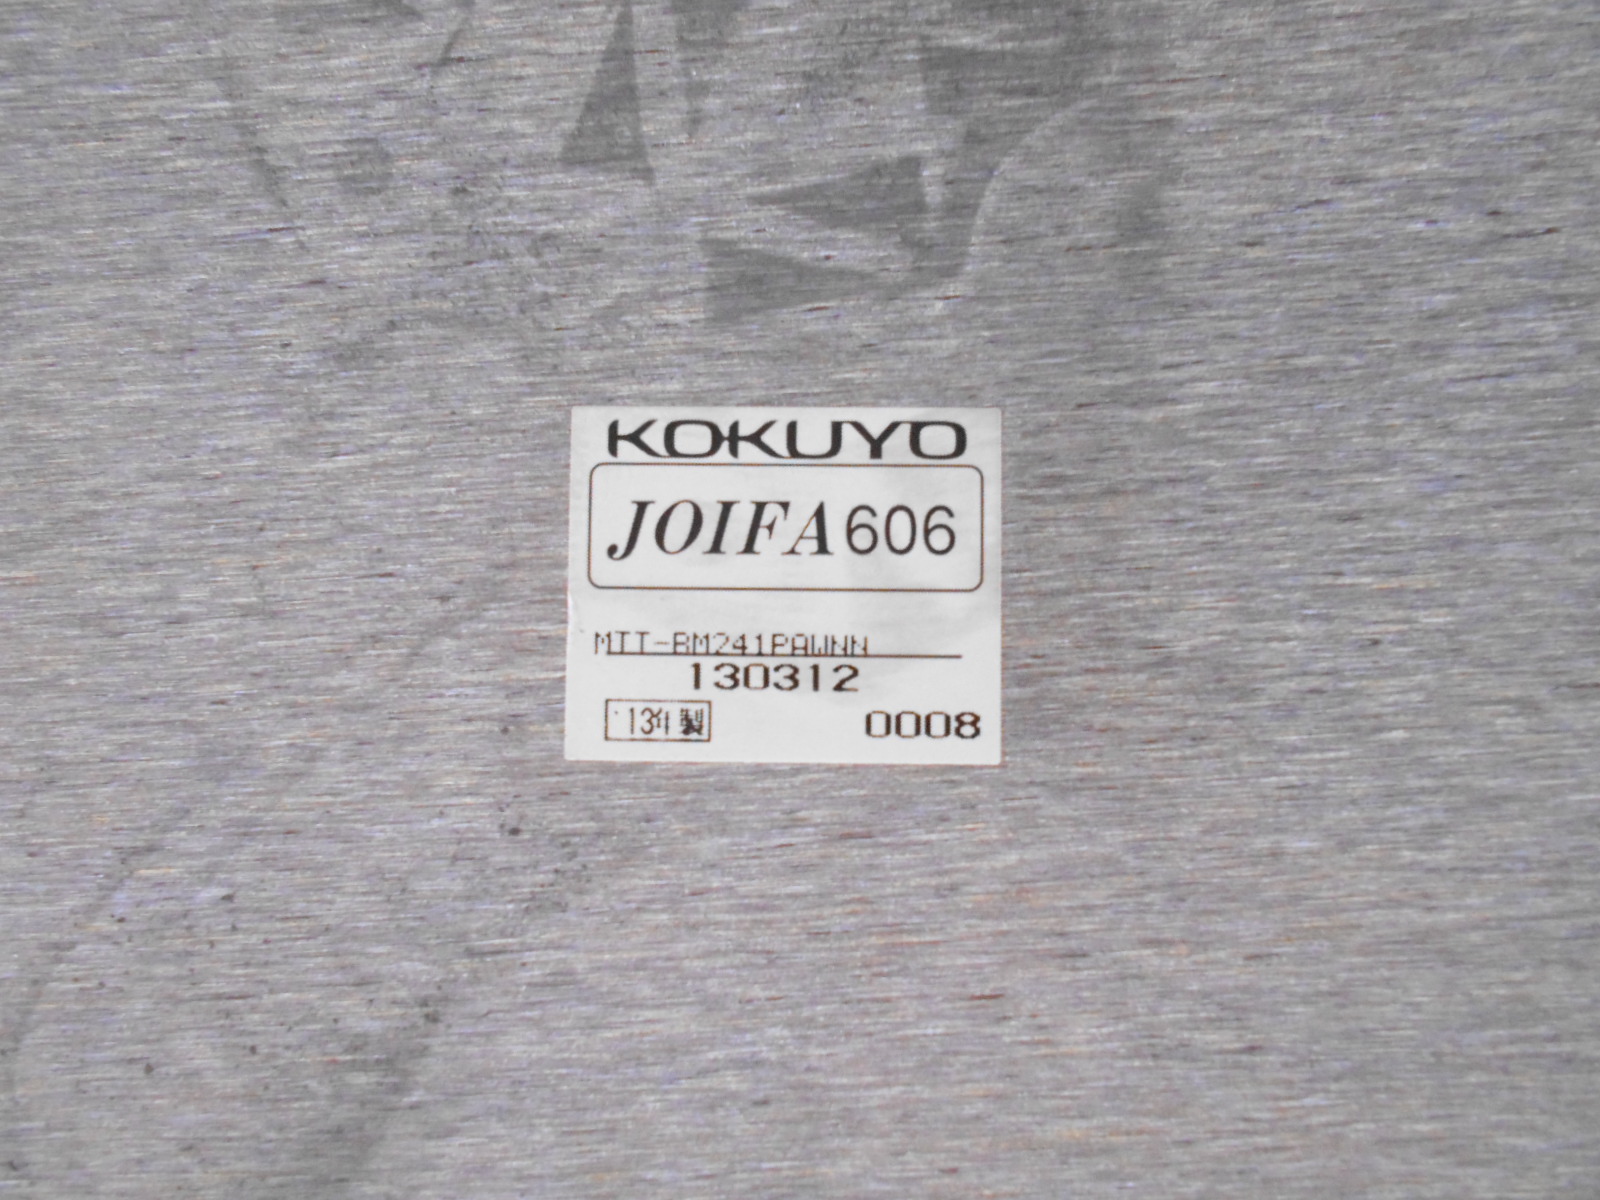 KOKUYO
JOIFA606
MTT-BM241PAWNN
130312
'13年製
0008